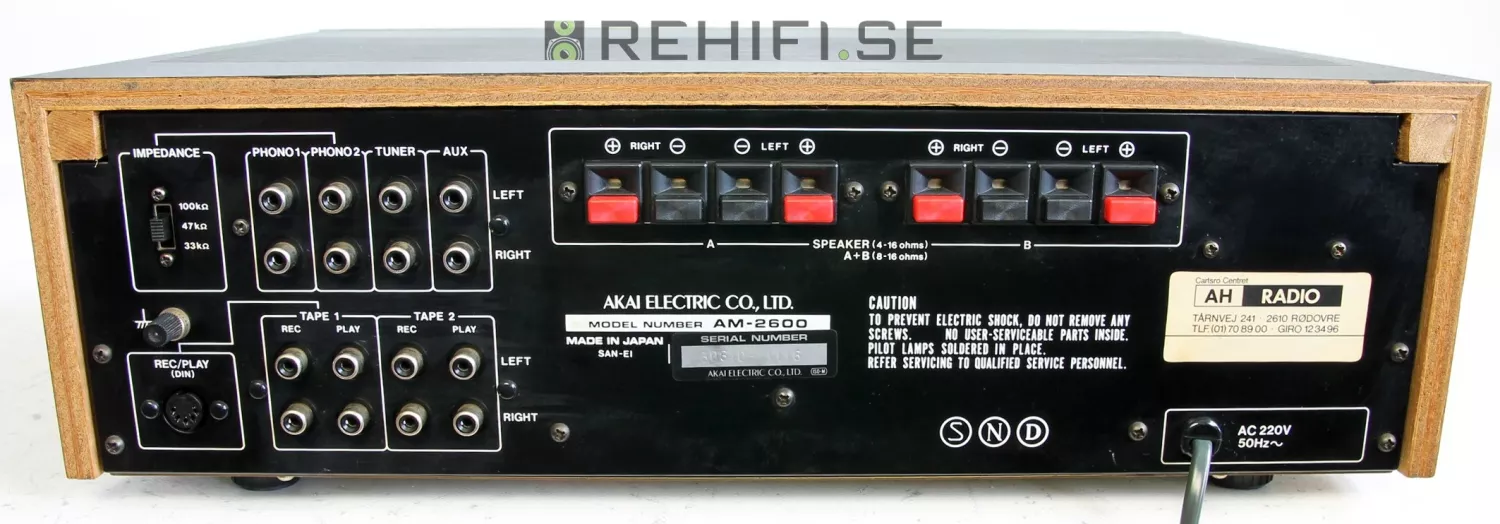 REHIFI.SE
IMPEDANCE
100kΩ
47kΩ
33kΩ
PHONO 1 PHONO 2 TUNER AUX
LEFT
RIGHT
⊕ RIGHT ⊖ ⊖ LEFT ⊕
⊕ RIGHT ⊖ ⊖ LEFT ⊕
A SPEAKER (4-16 ohms) B
A+B (8-16 ohms)
TAPE 1 TAPE 2
REC PLAY REC PLAY
LEFT
RIGHT
REC/PLAY
(DIN)
AKAI ELECTRIC CO., LTD.
MODEL NUMBER AM-2600
MADE IN JAPAN SERIAL NUMBER
SAN-EI
AKAI ELECTRIC CO., LTD.
CAUTION
TO PREVENT ELECTRIC SHOCK, DO NOT REMOVE ANY
SCREWS. NO USER-SERVICEABLE PARTS INSIDE.
PILOT LAMPS SOLDERED IN PLACE.
REFER SERVICING TO QUALIFIED SERVICE PERSONNEL.
Carlsro Centret
AH RADIO
TÅRNVEJ 241 · 2610 RØDOVRE
TLF. (01) 70 89 00 · GIRO 12 34 96
S N D
AC 220V
50Hz~